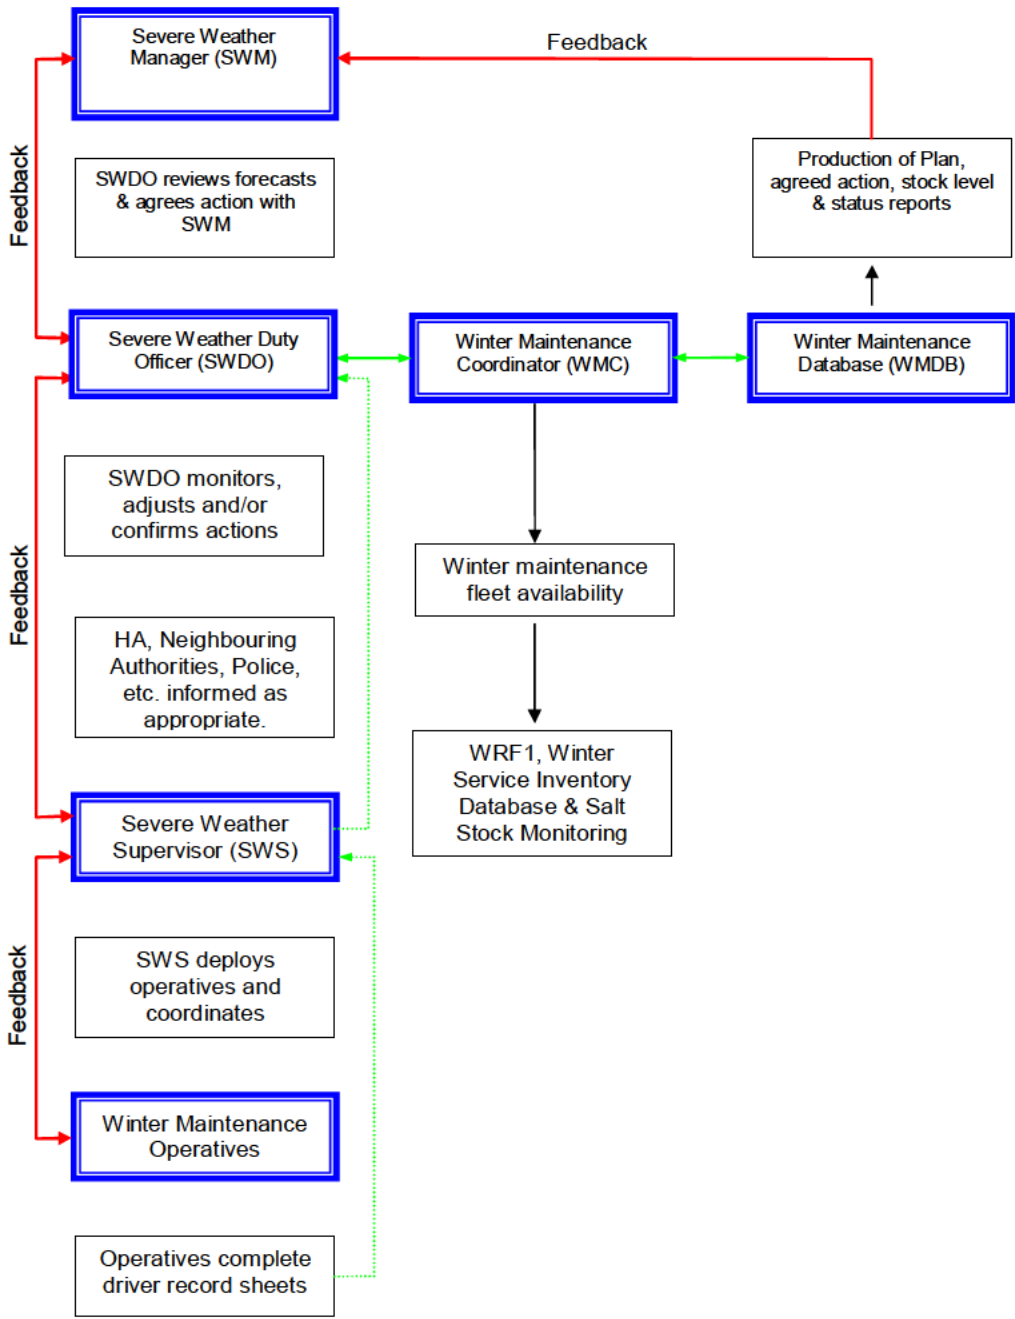 Severe Weather
Manager (SWM)
Feedback
Feedback
SWDO reviews forecasts
& agrees action with
SWM
Production of Plan,
agreed action, stock level
& status reports
Severe Weather Duty
Officer (SWDO)
Winter Maintenance
Coordinator (WMC)
Winter Maintenance
Database (WMDB)
Feedback
SWDO monitors,
adjusts and/or
confirms actions
Winter maintenance
fleet availability
HA, Neighbouring
Authorities, Police,
etc. informed as
appropriate.
WRF1, Winter
Service Inventory
Database & Salt
Stock Monitoring
Severe Weather
Supervisor (SWS)
Feedback
SWS deploys
operatives and
coordinates
Winter Maintenance
Operatives
Operatives complete
driver record sheets